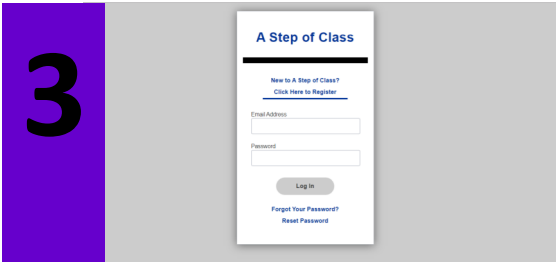 3
A Step of Class
New to A Step of Class?
Click Here to Register
Email Address
Password
Log In
Forgot Your Password?
Reset Password